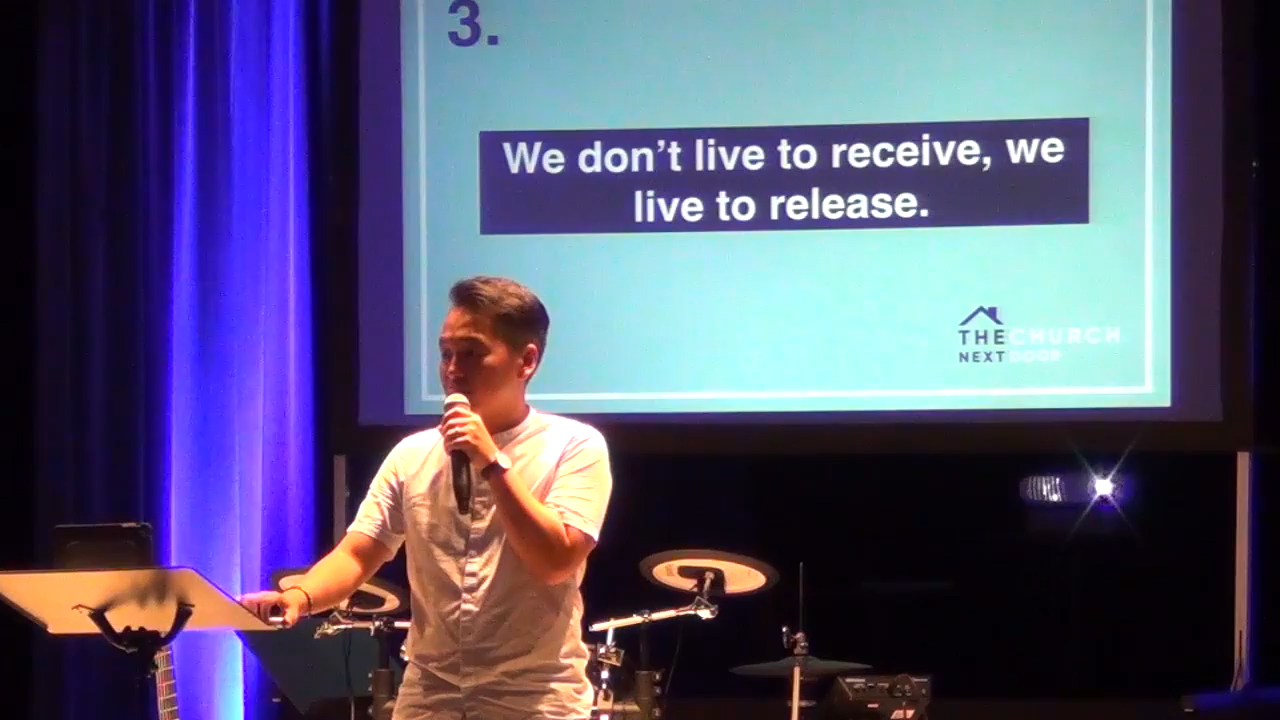 3.
We don't live to receive, we
live to release.
THE CHURCH
NEXT DOOR